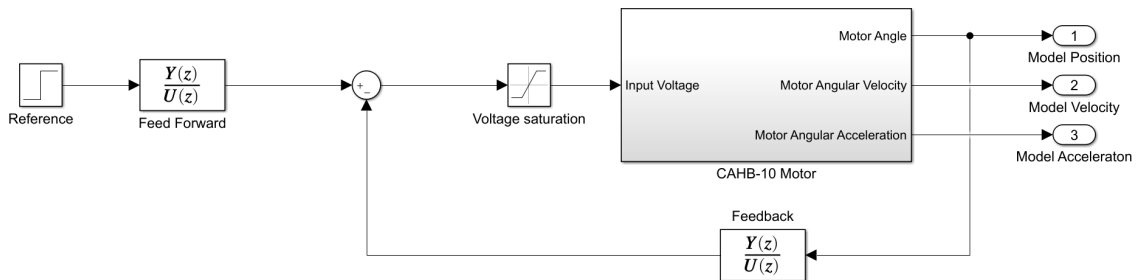 Reference
Y(z)
U(z)
Feed Forward
+
−
Voltage saturation
Input Voltage
Motor Angle
Motor Angular Velocity
Motor Angular Acceleration
CAHB-10 Motor
1
Model Position
2
Model Velocity
3
Model Acceleraton
Feedback
Y(z)
U(z)